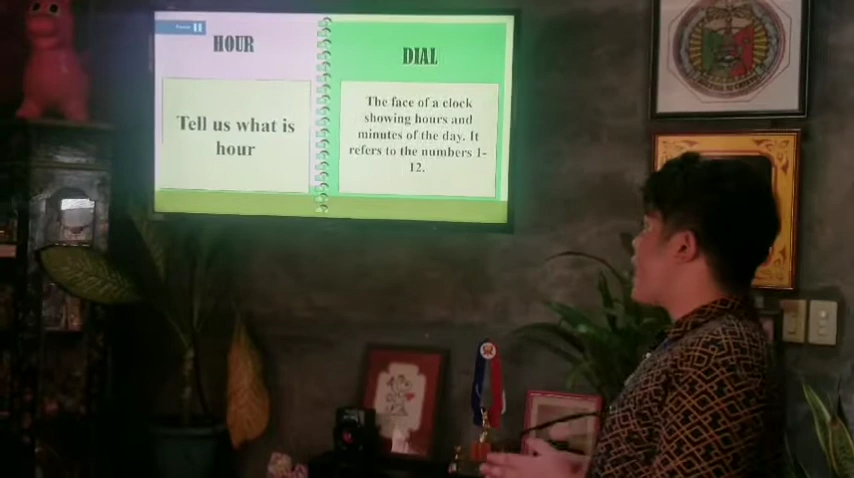 HOUR
Tell us what is
hour
DIAL
The face of a clock
showing hours and
minutes of the day. It
refers to the numbers 1-
12.